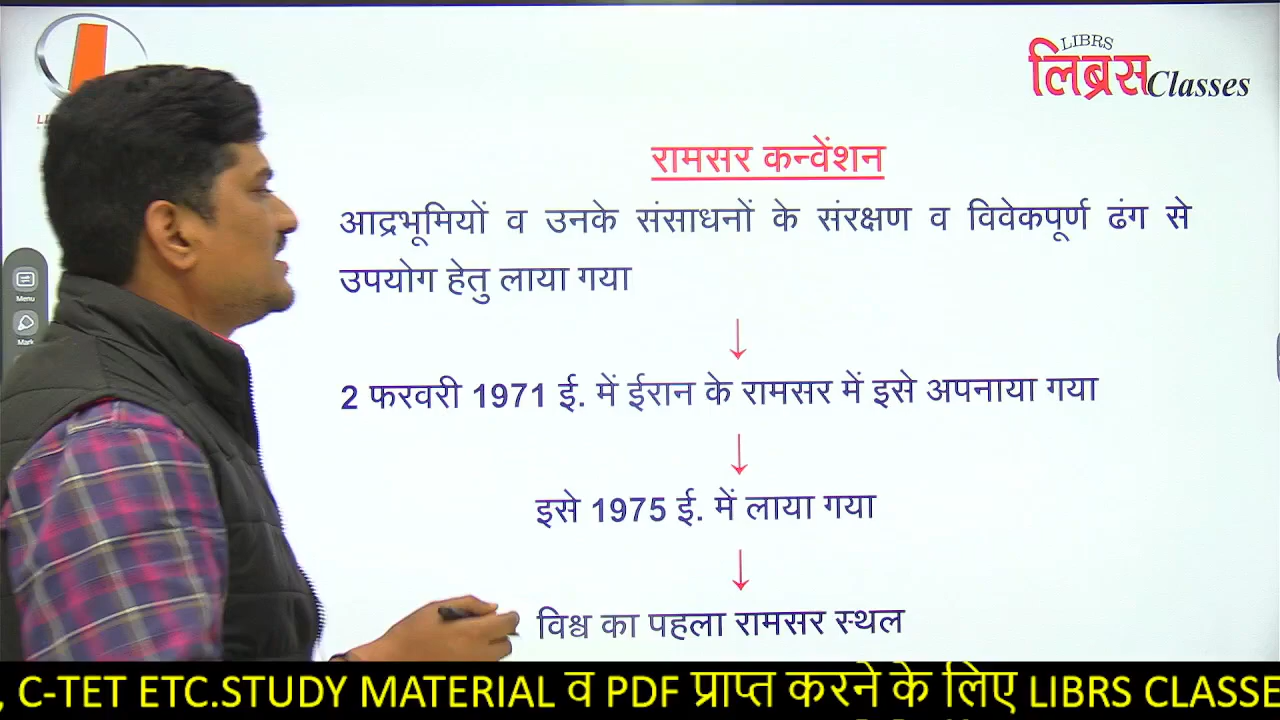 LIBRS
लिब्रस Classes
रामसर कन्वेंशन
आद्रभूमियों व उनके संसाधनों के संरक्षण व विवेकपूर्ण ढंग से
उपयोग हेतु लाया गया
↓
2 फरवरी 1971 ई. में ईरान के रामसर में इसे अपनाया गया
↓
इसे 1975 ई. में लाया गया
↓
विश्व का पहला रामसर स्थल
Menu
Mark
, C-TET ETC.STUDY MATERIAL व PDF प्राप्त करने के लिए LIBRS CLASSE